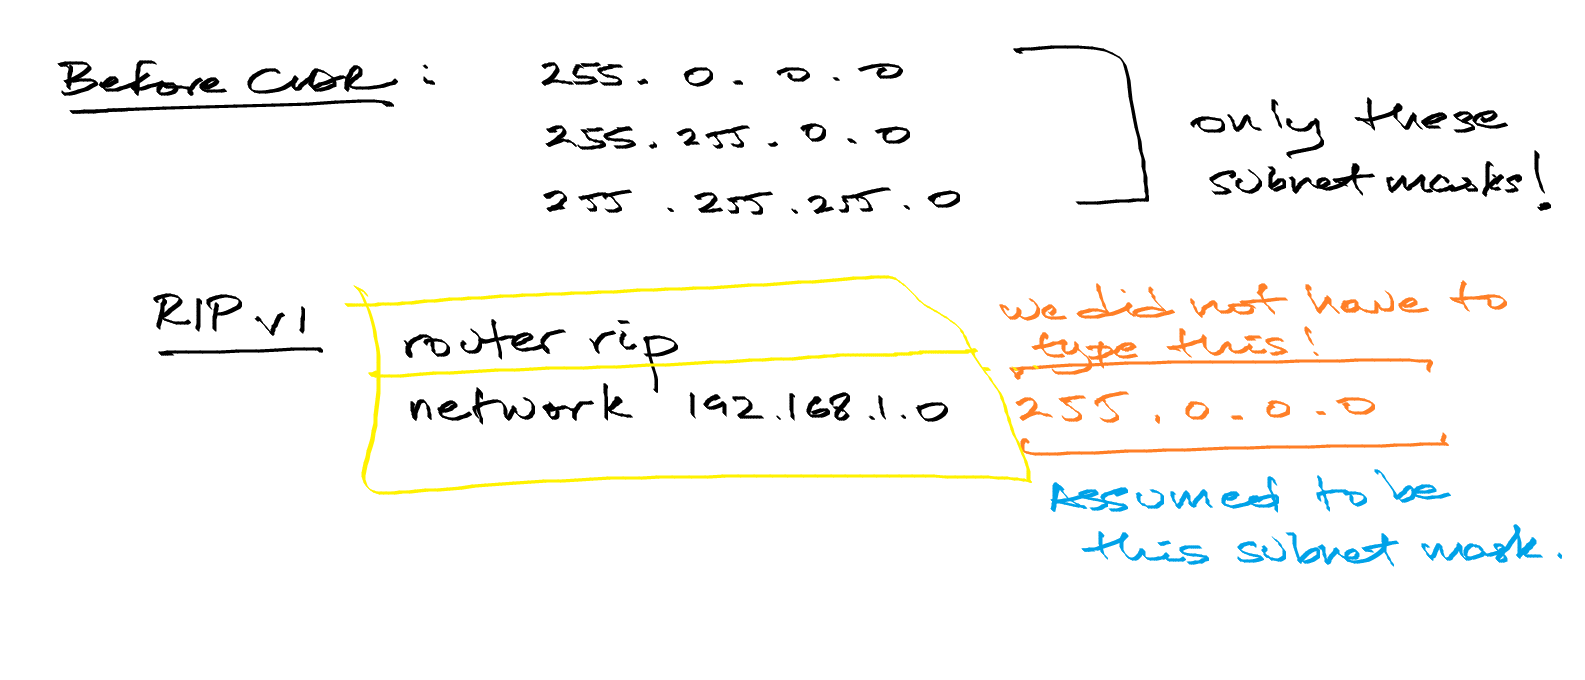 Before CIDR : 255. 0. 0. 0
255. 255. 0. 0
255. 255. 255. 0
only these
subnet masks!
RIP v1
router rip
network 192.168.1.0
we did not have to
type this!
255. 0. 0. 0
Assumed to be
this subnet mask.